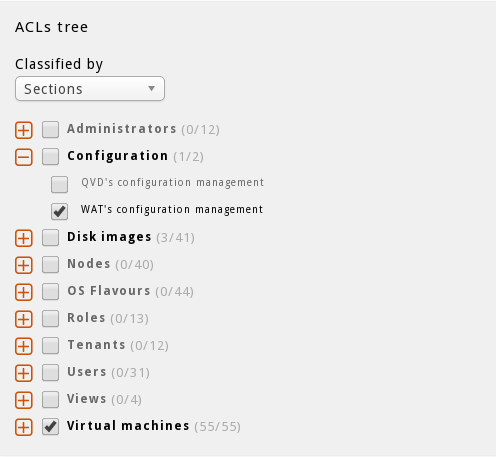 ACLs tree
Classified by
Sections
Administrators (0/12)
Configuration (1/2)
QVD's configuration management
WAT's configuration management
Disk images (3/41)
Nodes (0/40)
OS Flavours (0/44)
Roles (0/13)
Tenants (0/12)
Users (0/31)
Views (0/4)
Virtual machines (55/55)